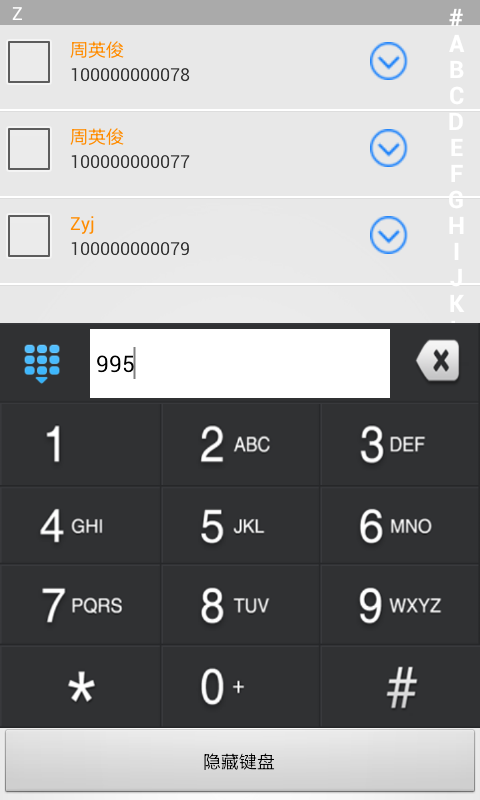 Z
周英俊
100000000078
周英俊
100000000077
Zyj
100000000079
#
A
B
C
D
E
F
G
H
I
J
K
995
1
2 ABC
3 DEF
4 GHI
5 JKL
6 MNO
7 PQRS
8 TUV
9 WXYZ
*
0 +
#
隐藏键盘